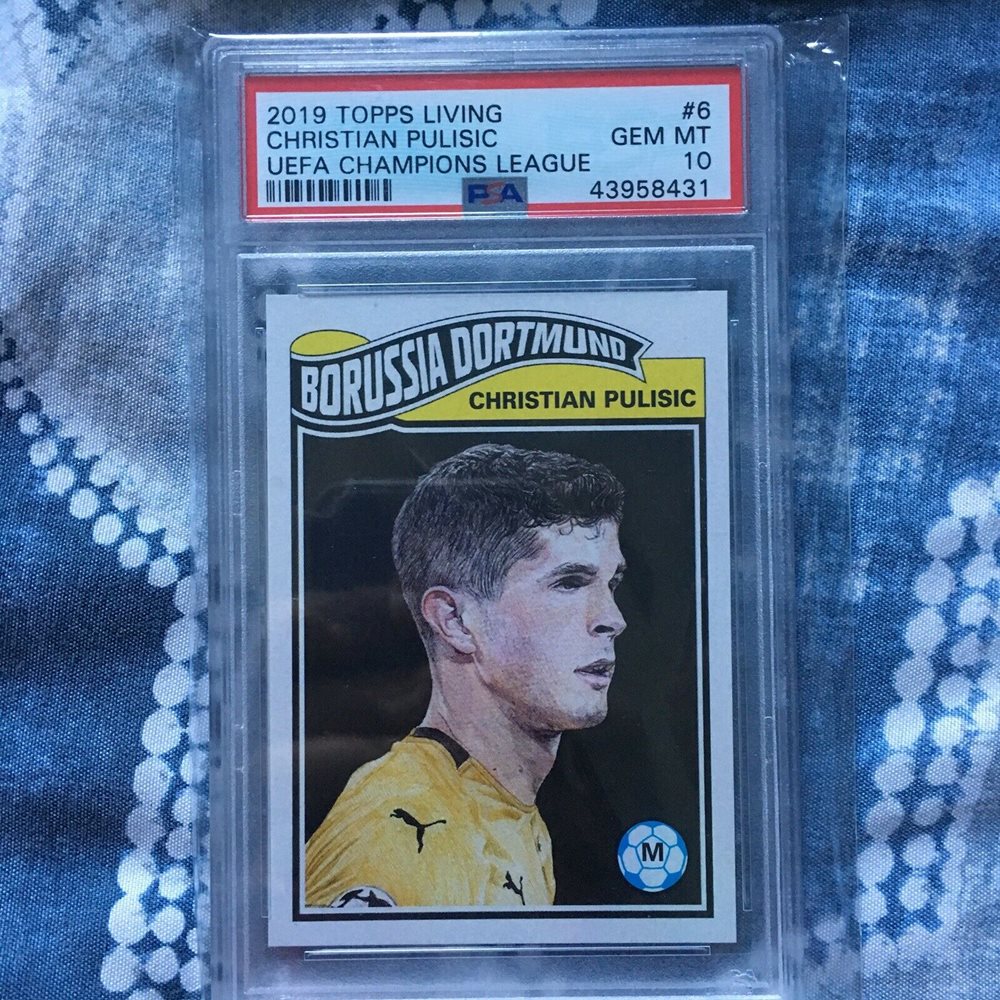 2019 TOPPS LIVING #6
CHRISTIAN PULISIC GEM MT
UEFA CHAMPIONS LEAGUE 10
PSA 43958431
BORUSSIA DORTMUND
CHRISTIAN PULISIC
M